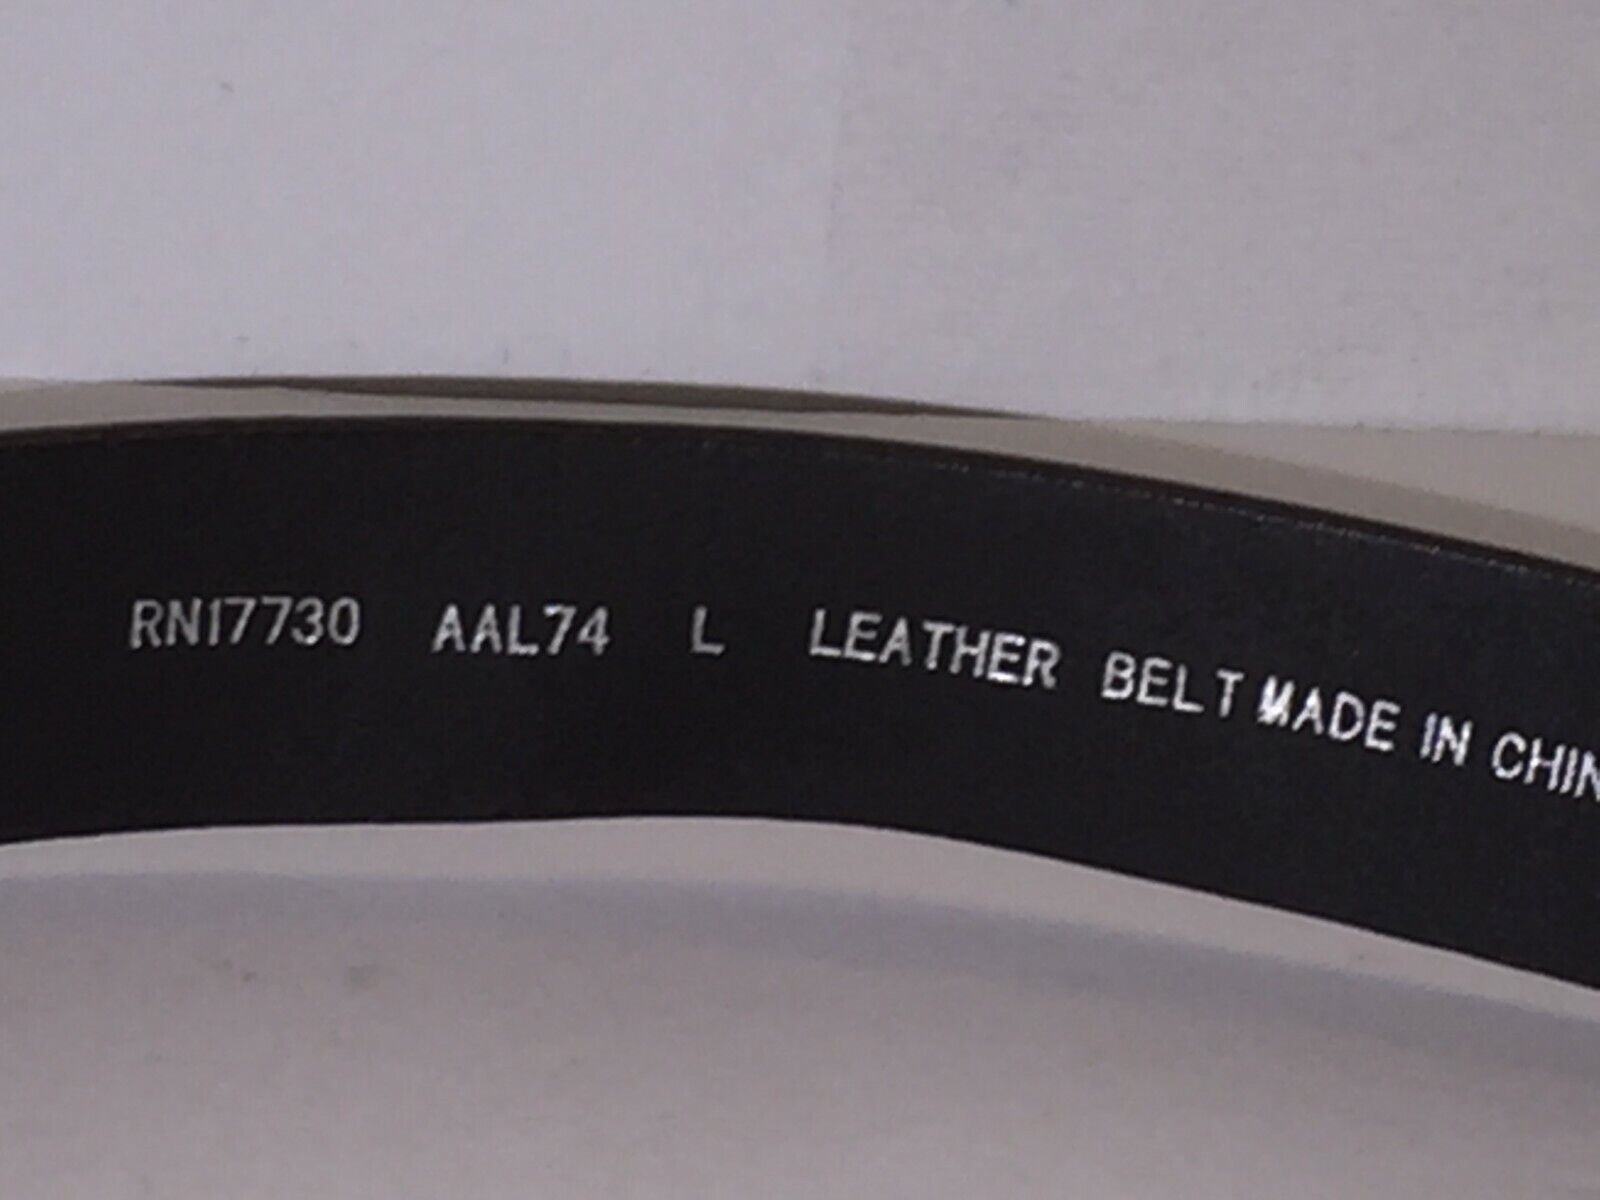 RN17730 AAL74 L LEATHER BELT MADE IN CHIN